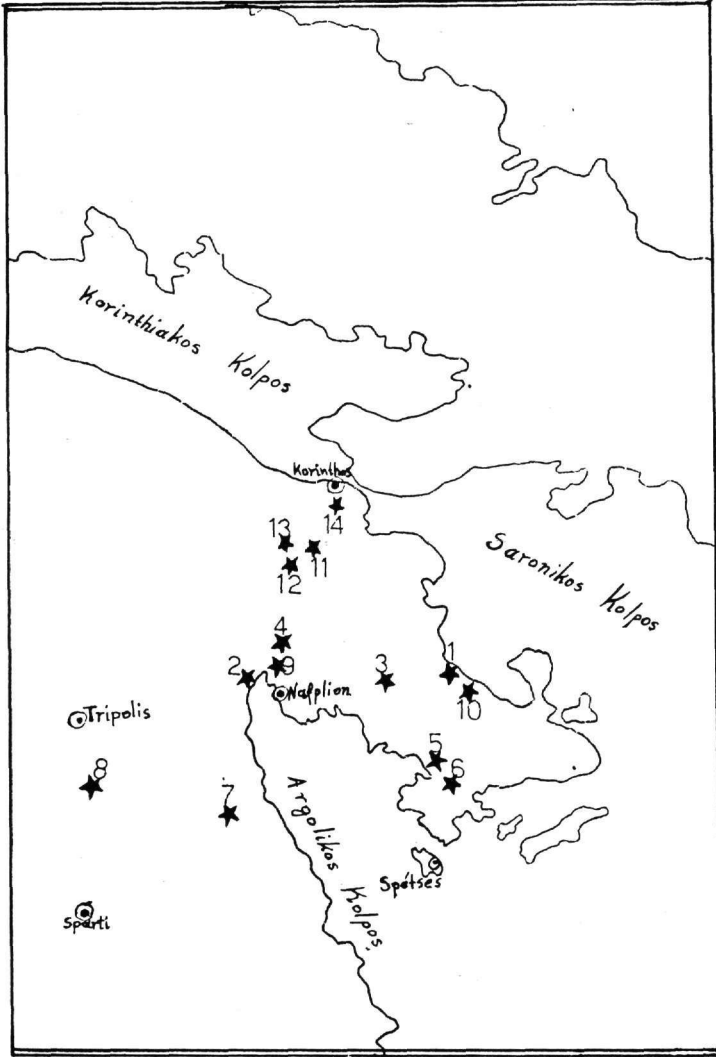 Korinthiakos Kolpos
Korinthos
14
13
11
12
Saronikos Kolpos
4
1
2
9
3
Nafplion
10
Tripolis
5
8
6
7
Argolikos Kolpos
Spétses
Sparti